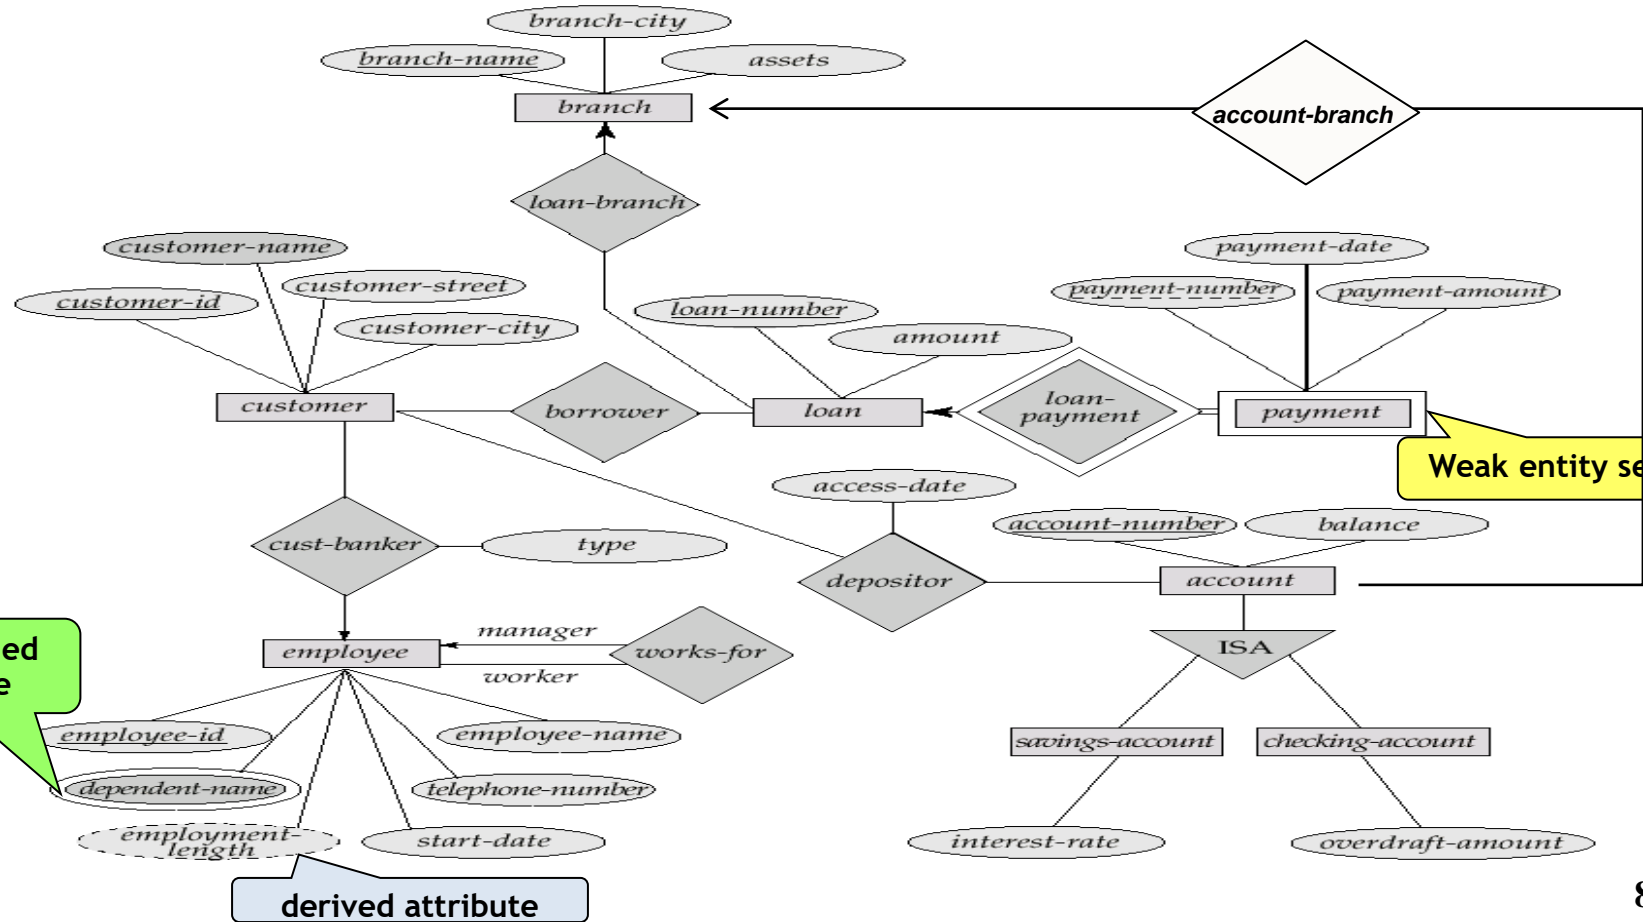 branch-city
branch-name
assets
branch
account-branch
loan-branch
customer-name
payment-date
customer-street
customer-id
payment-number
payment-amount
loan-number
customer-city
amount
customer
borrower
loan
loan-
payment
payment
Weak entity se
access-date
account-number
balance
cust-banker
type
depositor
account
manager
ed
e
employee
works-for
ISA
worker
employee-id
employee-name
savings-account
checking-account
dependent-name
telephone-number
employment-
length
start-date
interest-rate
overdraft-amount
derived attribute
8